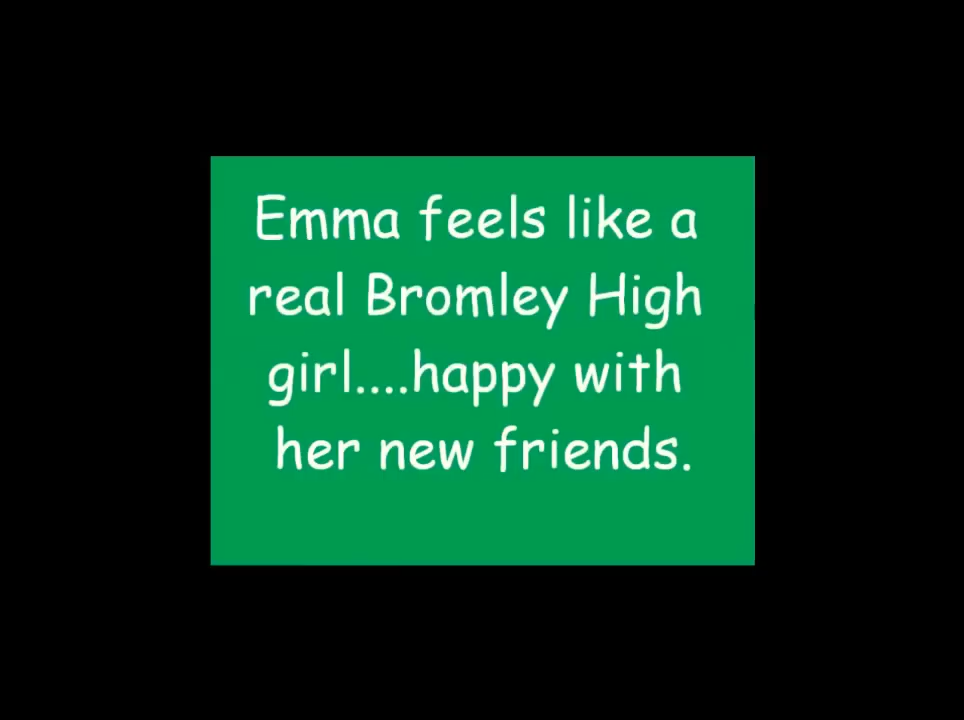 Emma feels like a
real Bromley High
girl....happy with
her new friends.